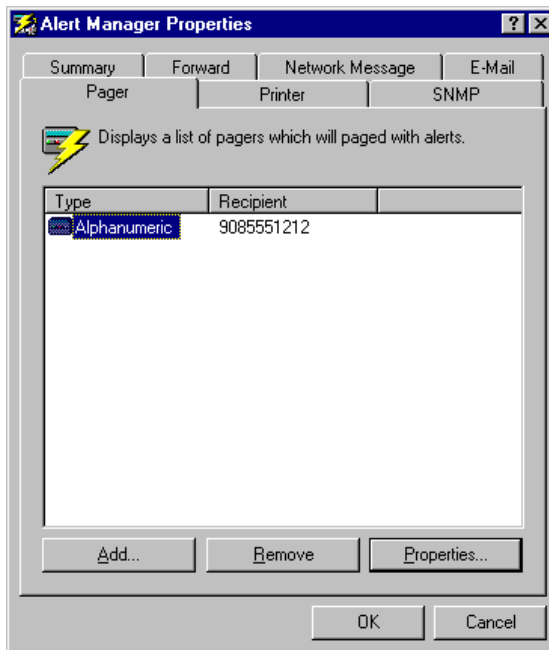 Alert Manager Properties
Summary Forward Network Message E-Mail
Pager Printer SNMP
Displays a list of pagers which will paged with alerts.
Type Recipient
Alphanumeric 9085551212
Add... Remove Properties...
OK Cancel